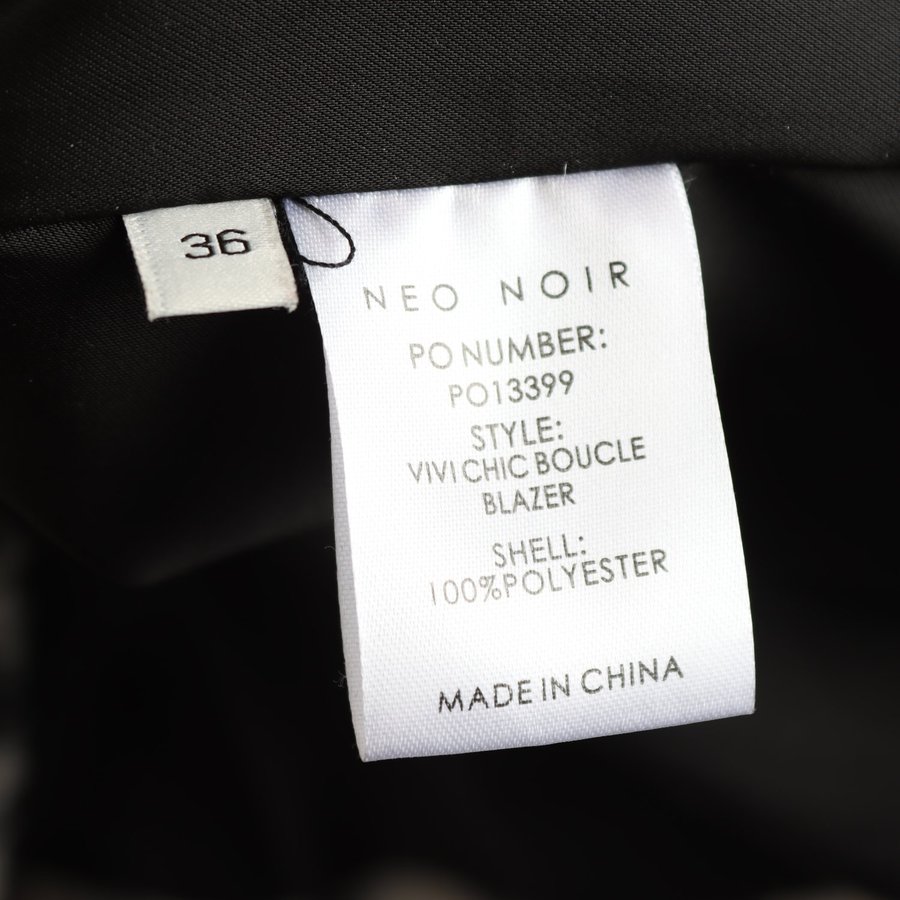 36
NEO NOIR
PO NUMBER:
PO13399
STYLE:
VIVI CHIC BOUCLE
BLAZER
SHELL:
100%POLYESTER
MADE IN CHINA